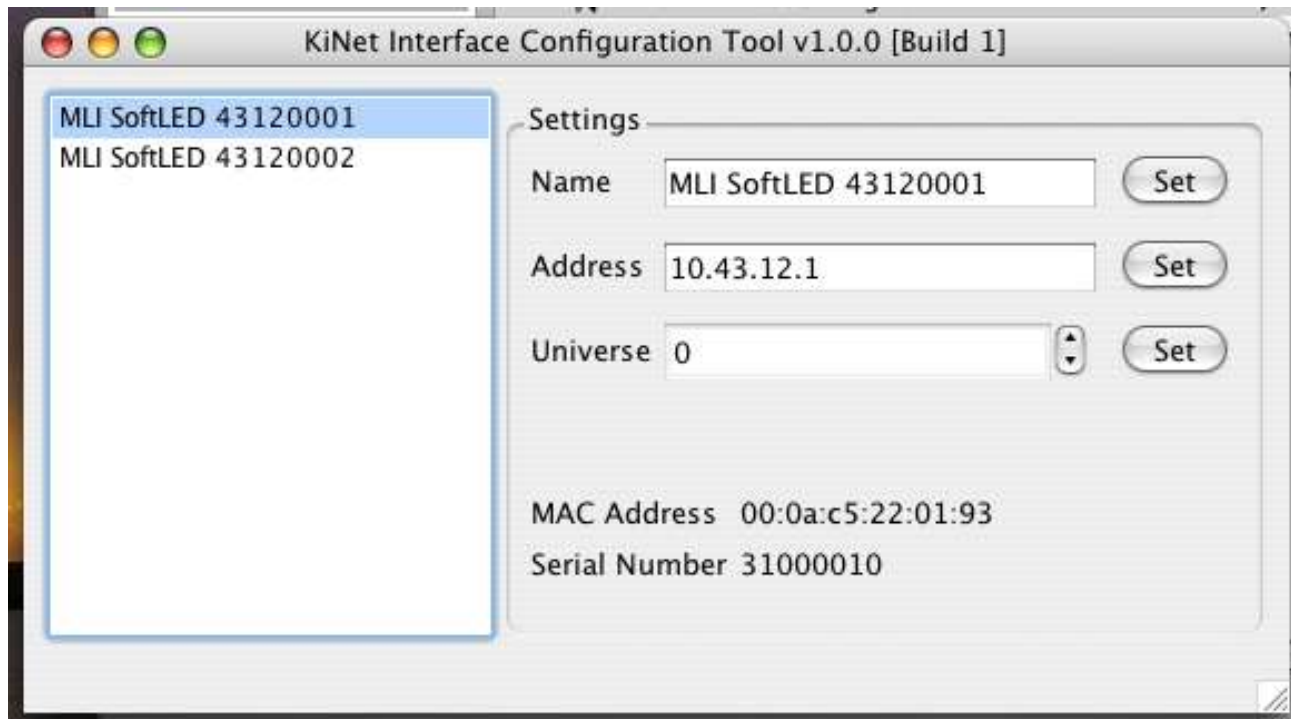 KiNet Interface Configuration Tool v1.0.0 [Build 1]
MLI SoftLED 43120001
MLI SoftLED 43120002
Settings
Name MLI SoftLED 43120001 Set
Address 10.43.12.1 Set
Universe 0 Set
MAC Address 00:0a:c5:22:01:93
Serial Number 31000010